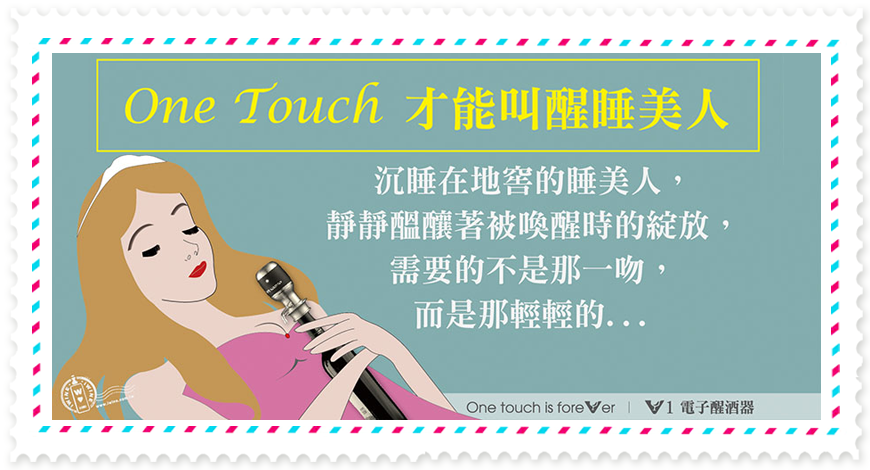 One Touch 才能叫醒睡美人
沉睡在地窖的睡美人，
靜靜醞釀著被喚醒時的綻放，
需要的不是那一吻，
而是那輕輕的...
One touch is foreVer | V1 電子醒酒器